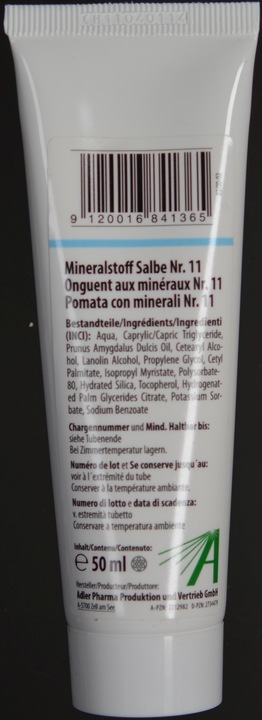 9 120016 841365
Mineralstoff Salbe Nr. 11
Onguent aux minéraux Nr. 11
Pomata con minerali Nr. 11
Bestandteile/Ingrédients/Ingredienti
(INCI): Aqua, Caprylic/Capric Triglyceride,
Prunus Amygdalus Dulcis Oil, Cetearyl Alco-
hol, Lanolin Alcohol, Propylene Glycol, Cetyl
Palmitate, Isopropyl Myristate, Polysorbate-
80, Hydrated Silica, Tocopherol, Hydrogenat-
ed Palm Glycerides Citrate, Potassium Sor-
bate, Sodium Benzoate
Chargennummer und Mind. Haltbar bis:
siehe Tubenende
Bei Zimmertemperatur lagern.
Numéro de lot et Se conserve jusqu´au:
voir à l´extrémité du tube
Conserver à la température ambiante.
Numero di lotto e data di scadenza:
v. estremità tubetto
Conservare a temperatura ambiente
Inhalt/Contenu/Contenuto:
℮ 50 ml
A
Hersteller/Producteur/Produttore:
Adler Pharma Produktion und Vertrieb GmbH
A-5700 Zell am See